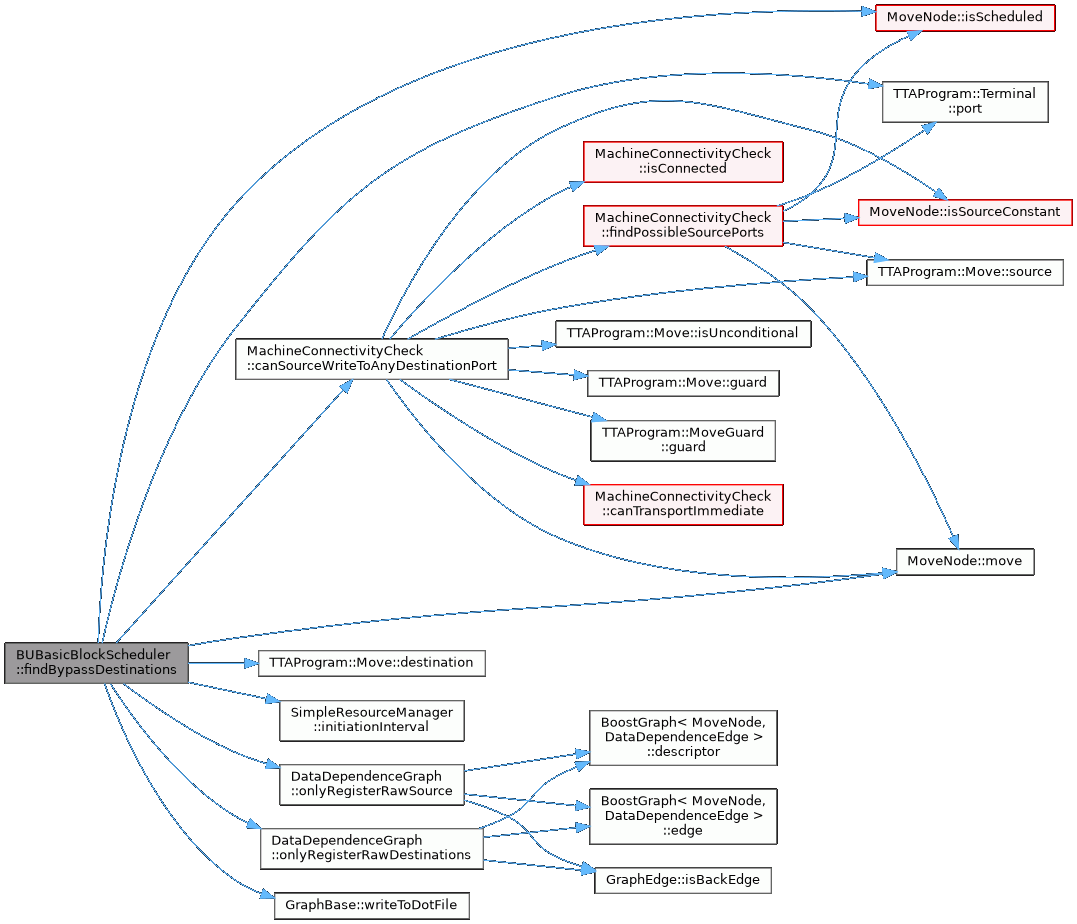 MoveNode::isScheduled
TTAProgram::Terminal
::port
MachineConnectivityCheck
::isConnected
MachineConnectivityCheck
::findPossibleSourcePorts
MoveNode::isSourceConstant
TTAProgram::Move::source
TTAProgram::Move::isUnconditional
MachineConnectivityCheck
::canSourceWriteToAnyDestinationPort
TTAProgram::Move::guard
TTAProgram::MoveGuard
::guard
MachineConnectivityCheck
::canTransportImmediate
MoveNode::move
BUBasicBlockScheduler
::findBypassDestinations
TTAProgram::Move::destination
SimpleResourceManager
::initiationInterval
BoostGraph< MoveNode,
DataDependenceEdge >
::descriptor
DataDependenceGraph
::onlyRegisterRawSource
BoostGraph< MoveNode,
DataDependenceEdge >
::edge
DataDependenceGraph
::onlyRegisterRawDestinations
GraphEdge::isBackEdge
GraphBase::writeToDotFile